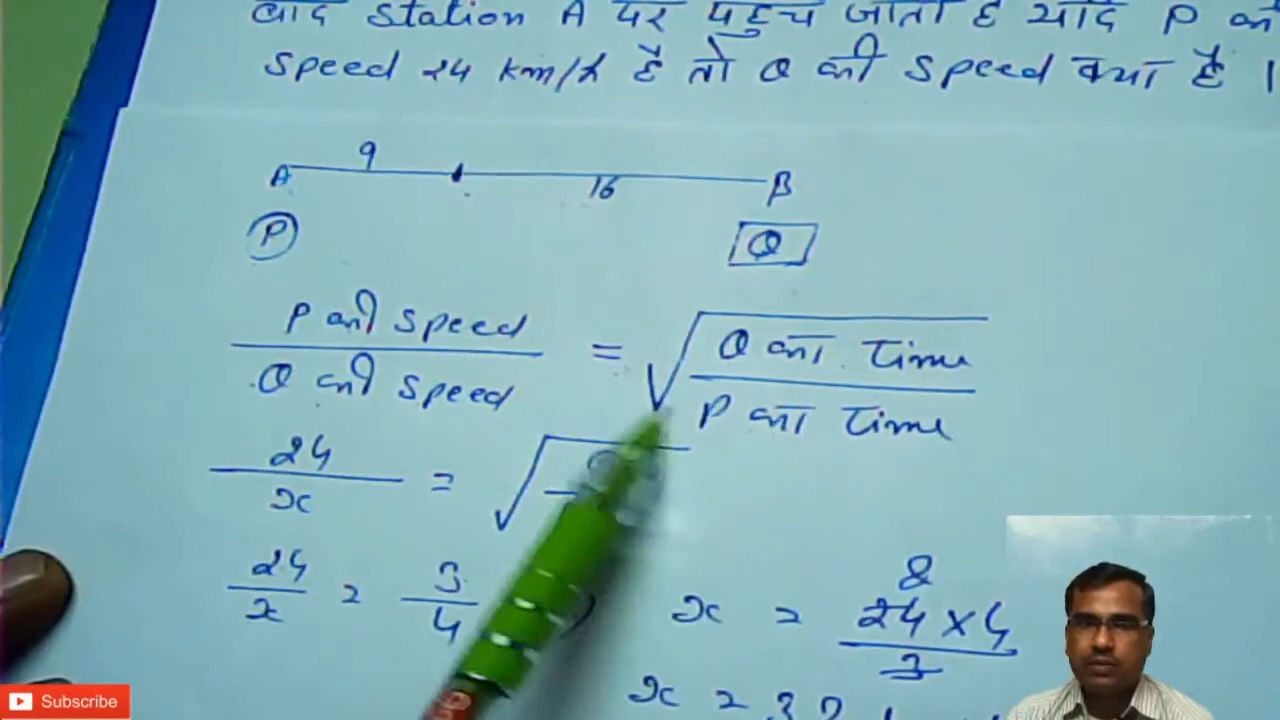 बाद Station A पर पहुच जाता है यदि P की
Speed 24 km/h है तो Q की speed क्या है ।
9
A 16 B
P Q
P की speed / Q की speed = √ Q का Time / P का Time
24 / x = √
24 / x = 3 / 4
8
x = 24 × 4 / 3
x = 32
Subscribe